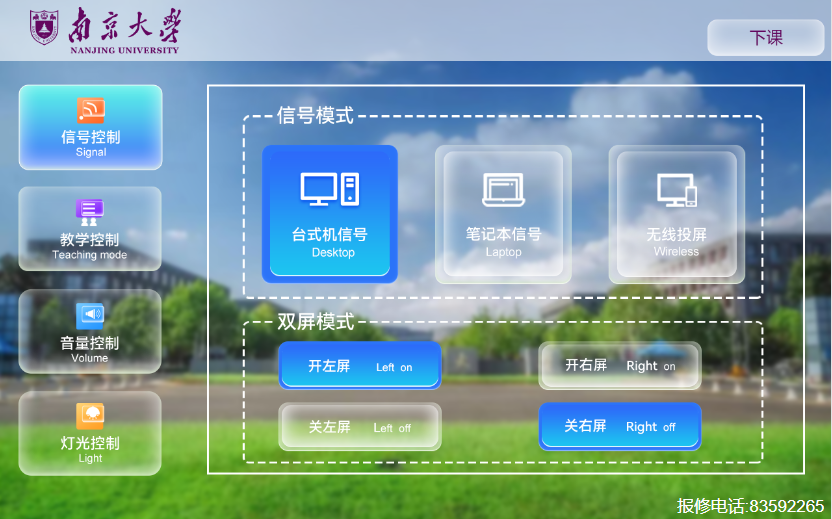 南京大學
NANJING UNIVERSITY
下课
信号控制
Signal
教学控制
Teaching mode
音量控制
Volume
灯光控制
Light
信号模式
台式机信号
Desktop
笔记本信号
Laptop
无线投屏
Wireless
双屏模式
开左屏 Left on
开右屏 Right on
关左屏 Left off
关右屏 Right off
报修电话:83592265